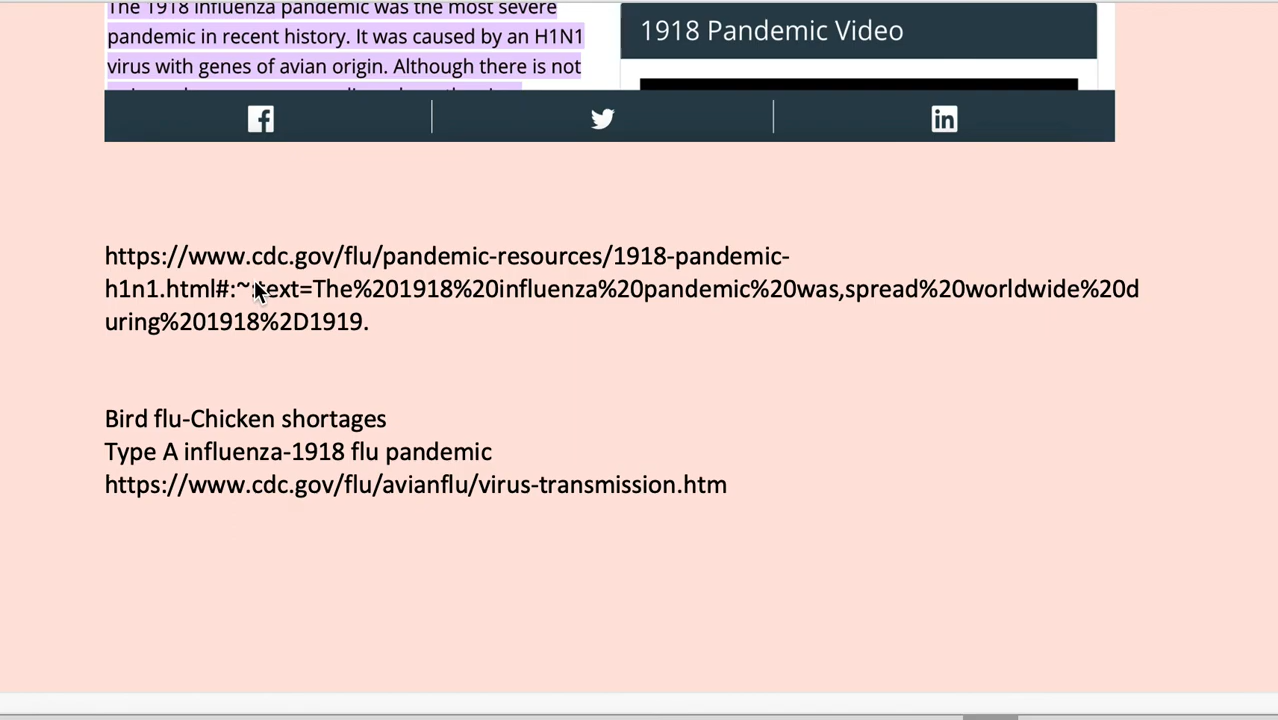 The 1918 influenza pandemic was the most severe
pandemic in recent history. It was caused by an H1N1
virus with genes of avian origin. Although there is not
1918 Pandemic Video
https://www.cdc.gov/flu/pandemic-resources/1918-pandemic-
h1n1.html#:~:text=The%201918%20influenza%20pandemic%20was,spread%20worldwide%20d
uring%201918%2D1919.
Bird flu-Chicken shortages
Type A influenza-1918 flu pandemic
https://www.cdc.gov/flu/avianflu/virus-transmission.htm